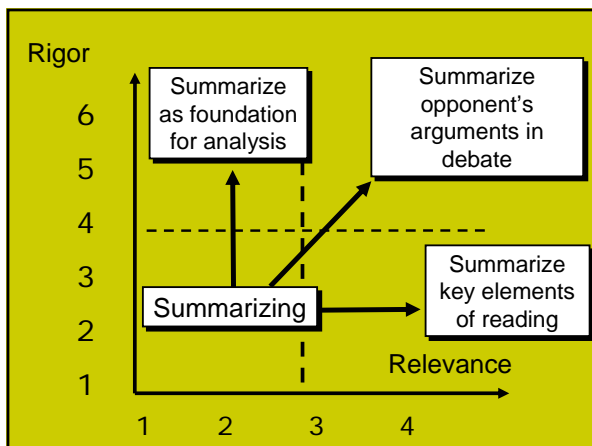 Rigor
6
5
4
3
2
1
Summarize
as foundation
for analysis
Summarize
opponent's
arguments in
debate
Summarizing
Summarize
key elements
of reading
Relevance
1 2 3 4